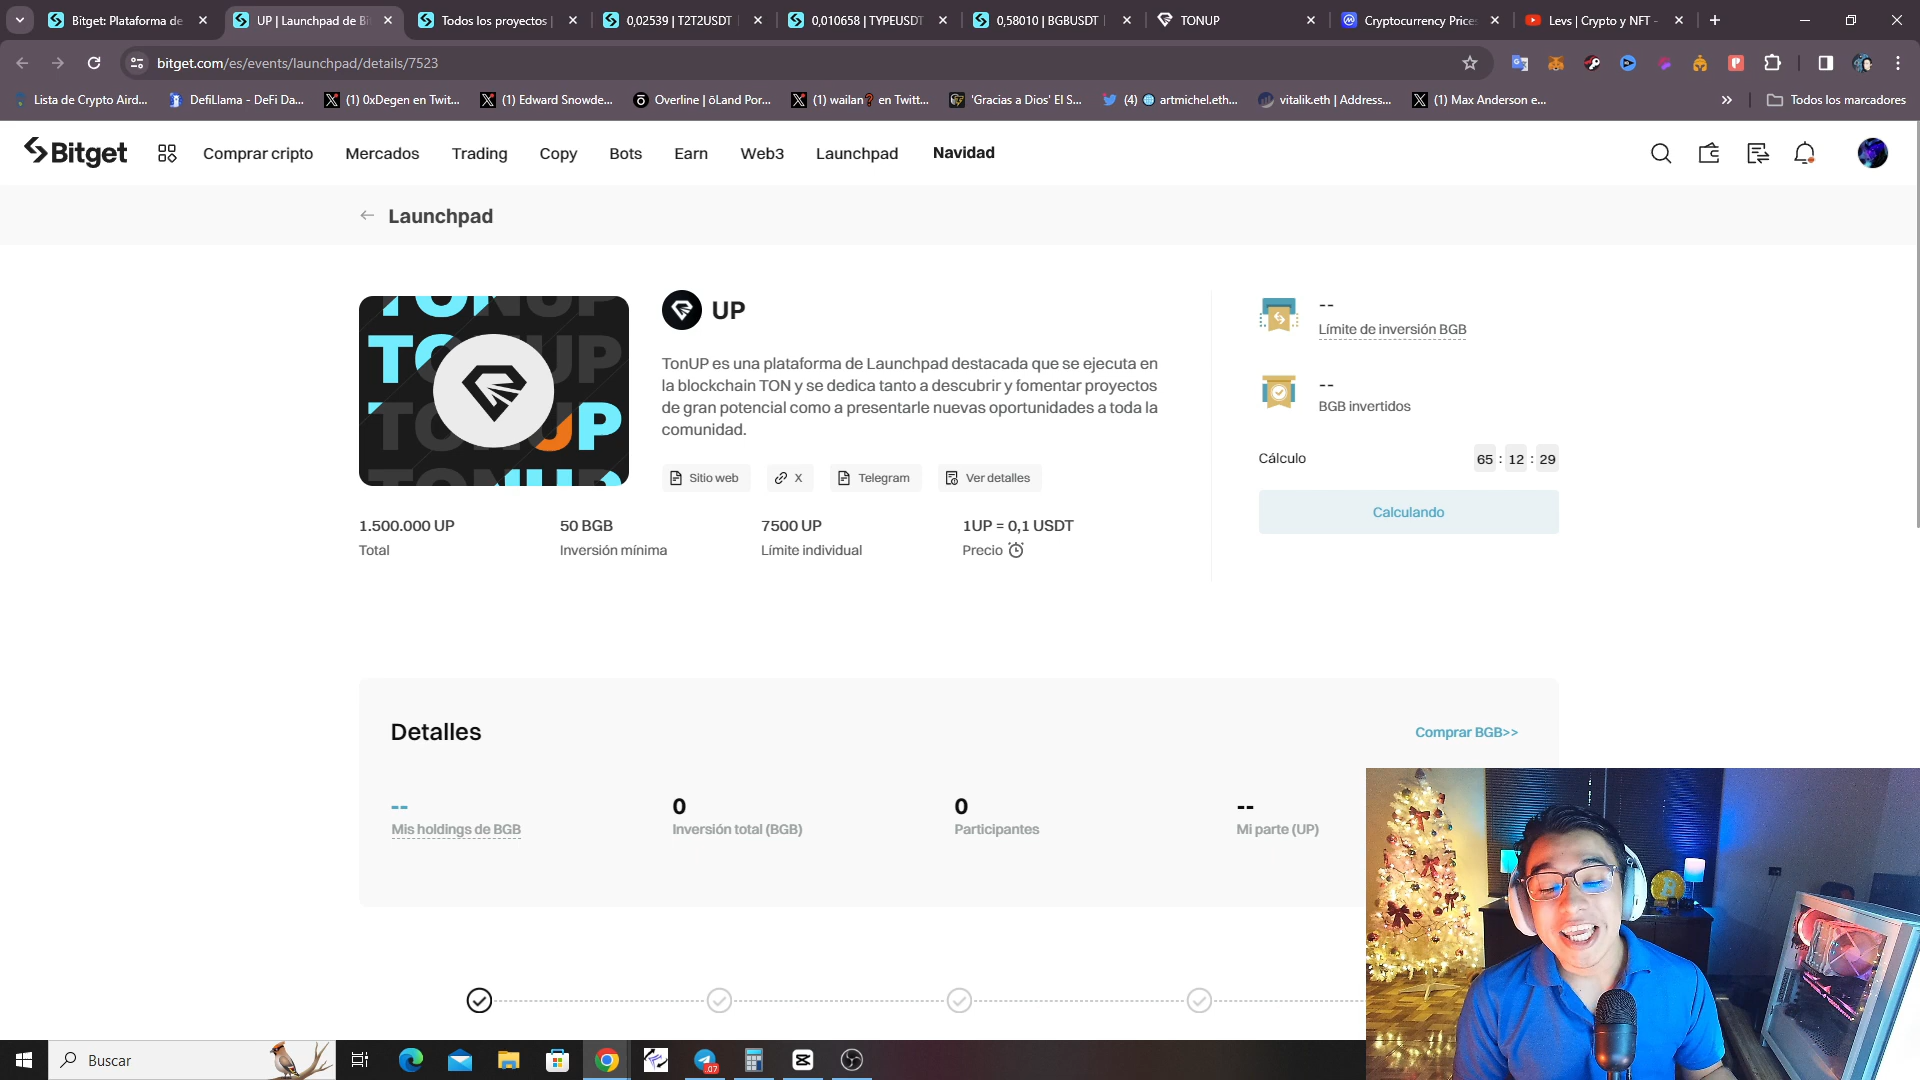 Bitget: Plataforma de
UP | Launchpad de Bi
Todos los proyectos |
0,02539 | T2T2USDT
0,010658 | TYPEUSDT
0,58010 | BGBUSDT |
TONUP
Cryptocurrency Prices
Levs | Crypto y NFT -
bitget.com/es/events/launchpad/details/7523
Lista de Crypto Aird...
DefiLlama - DeFi Da...
(1) 0xDegen en Twit...
(1) Edward Snowde...
Overline | ōLand Por...
(1) wailan❓ en Twitt...
'Gracias a Dios' El S...
(4) 🌐 artmichel.eth...
vitalik.eth | Address...
(1) Max Anderson e...
Todos los marcadores
Bitget
Comprar cripto
Mercados
Trading
Copy
Bots
Earn
Web3
Launchpad
Navidad
← Launchpad
TONUP
TONUP
TONUP
TONUP
UP
TonUP es una plataforma de Launchpad destacada que se ejecuta en
la blockchain TON y se dedica tanto a descubrir y fomentar proyectos
de gran potencial como a presentarle nuevas oportunidades a toda la
comunidad.
Sitio web
X
Telegram
Ver detalles
1.500.000 UP
Total
50 BGB
Inversión mínima
7500 UP
Límite individual
1UP = 0,1 USDT
Precio
--
Límite de inversión BGB
--
BGB invertidos
Cálculo
65 : 12 : 29
Calculando
Detalles
Comprar BGB>>
--
Mis holdings de BGB
0
Inversión total (BGB)
0
Participantes
--
Mi parte (UP)
Buscar
.07